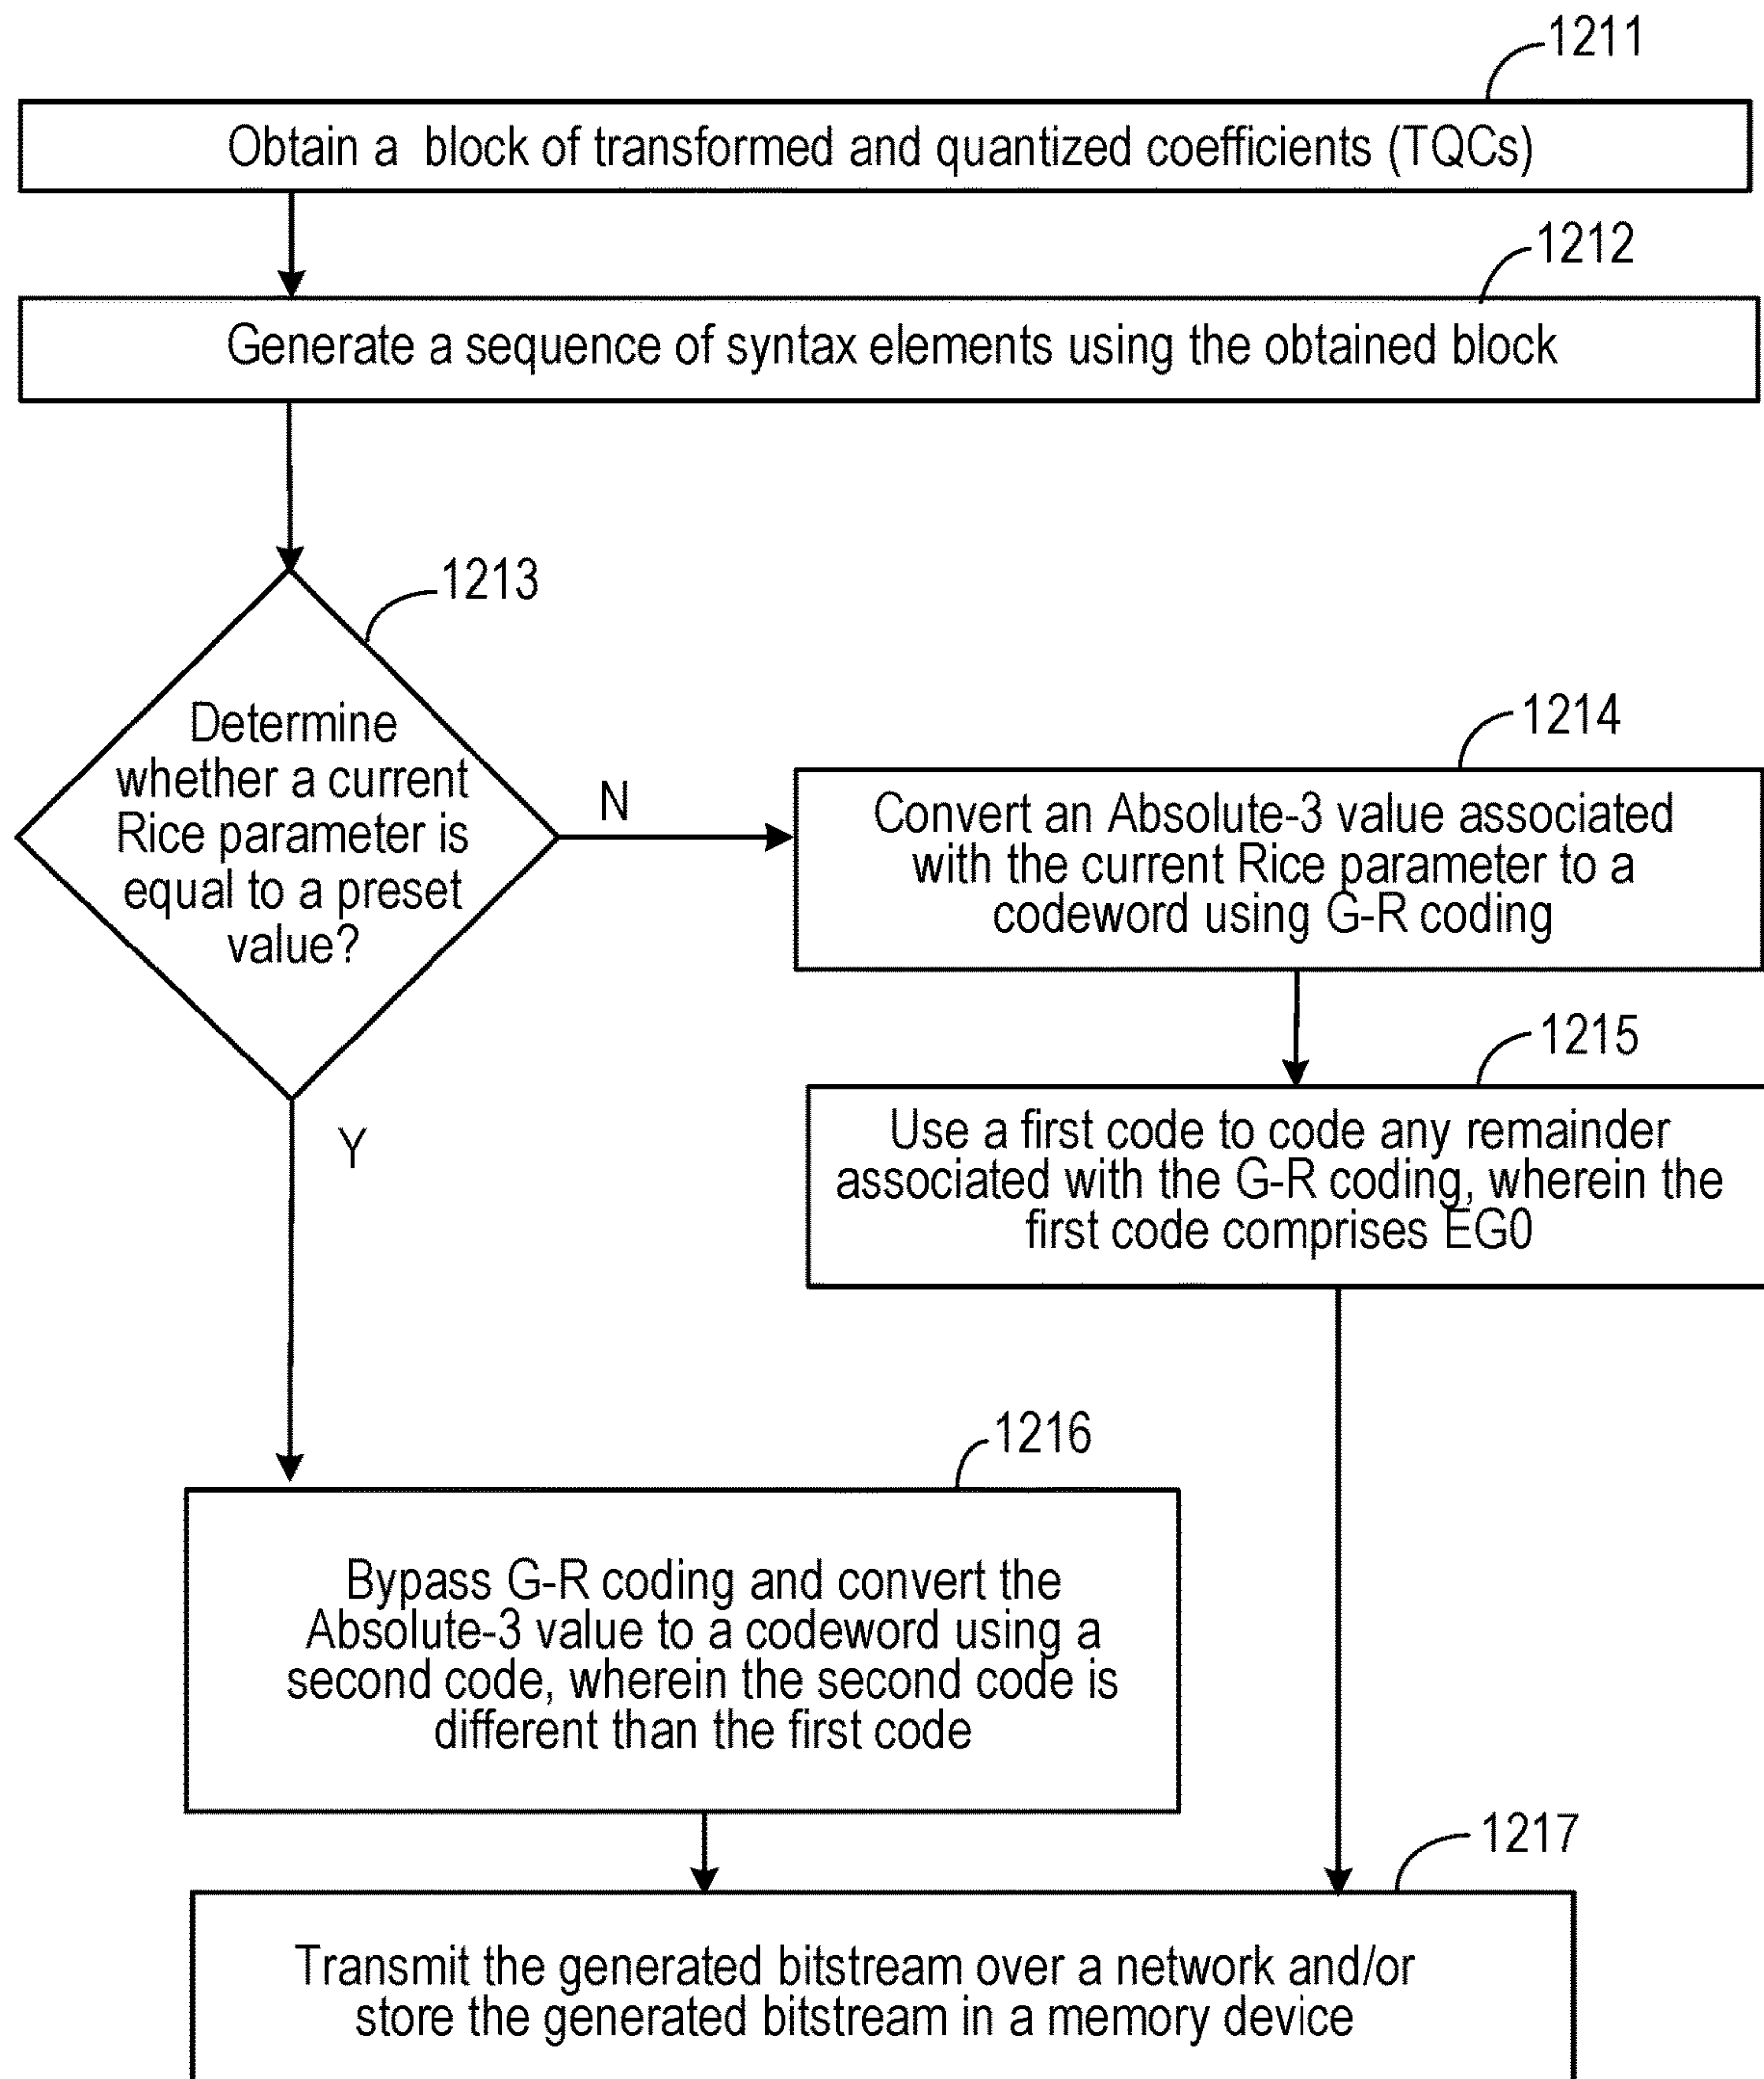 1211
Obtain a block of transformed and quantized coefficients (TQCs)
1212
Generate a sequence of syntax elements using the obtained block
1213
Determine
whether a current
Rice parameter is
equal to a preset
value?
N
Y
1214
Convert an Absolute-3 value associated
with the current Rice parameter to a
codeword using G-R coding
1215
Use a first code to code any remainder
associated with the G-R coding, wherein the
first code comprises EG0
1216
Bypass G-R coding and convert the
Absolute-3 value to a codeword using a
second code, wherein the second code is
different than the first code
1217
Transmit the generated bitstream over a network and/or
store the generated bitstream in a memory device